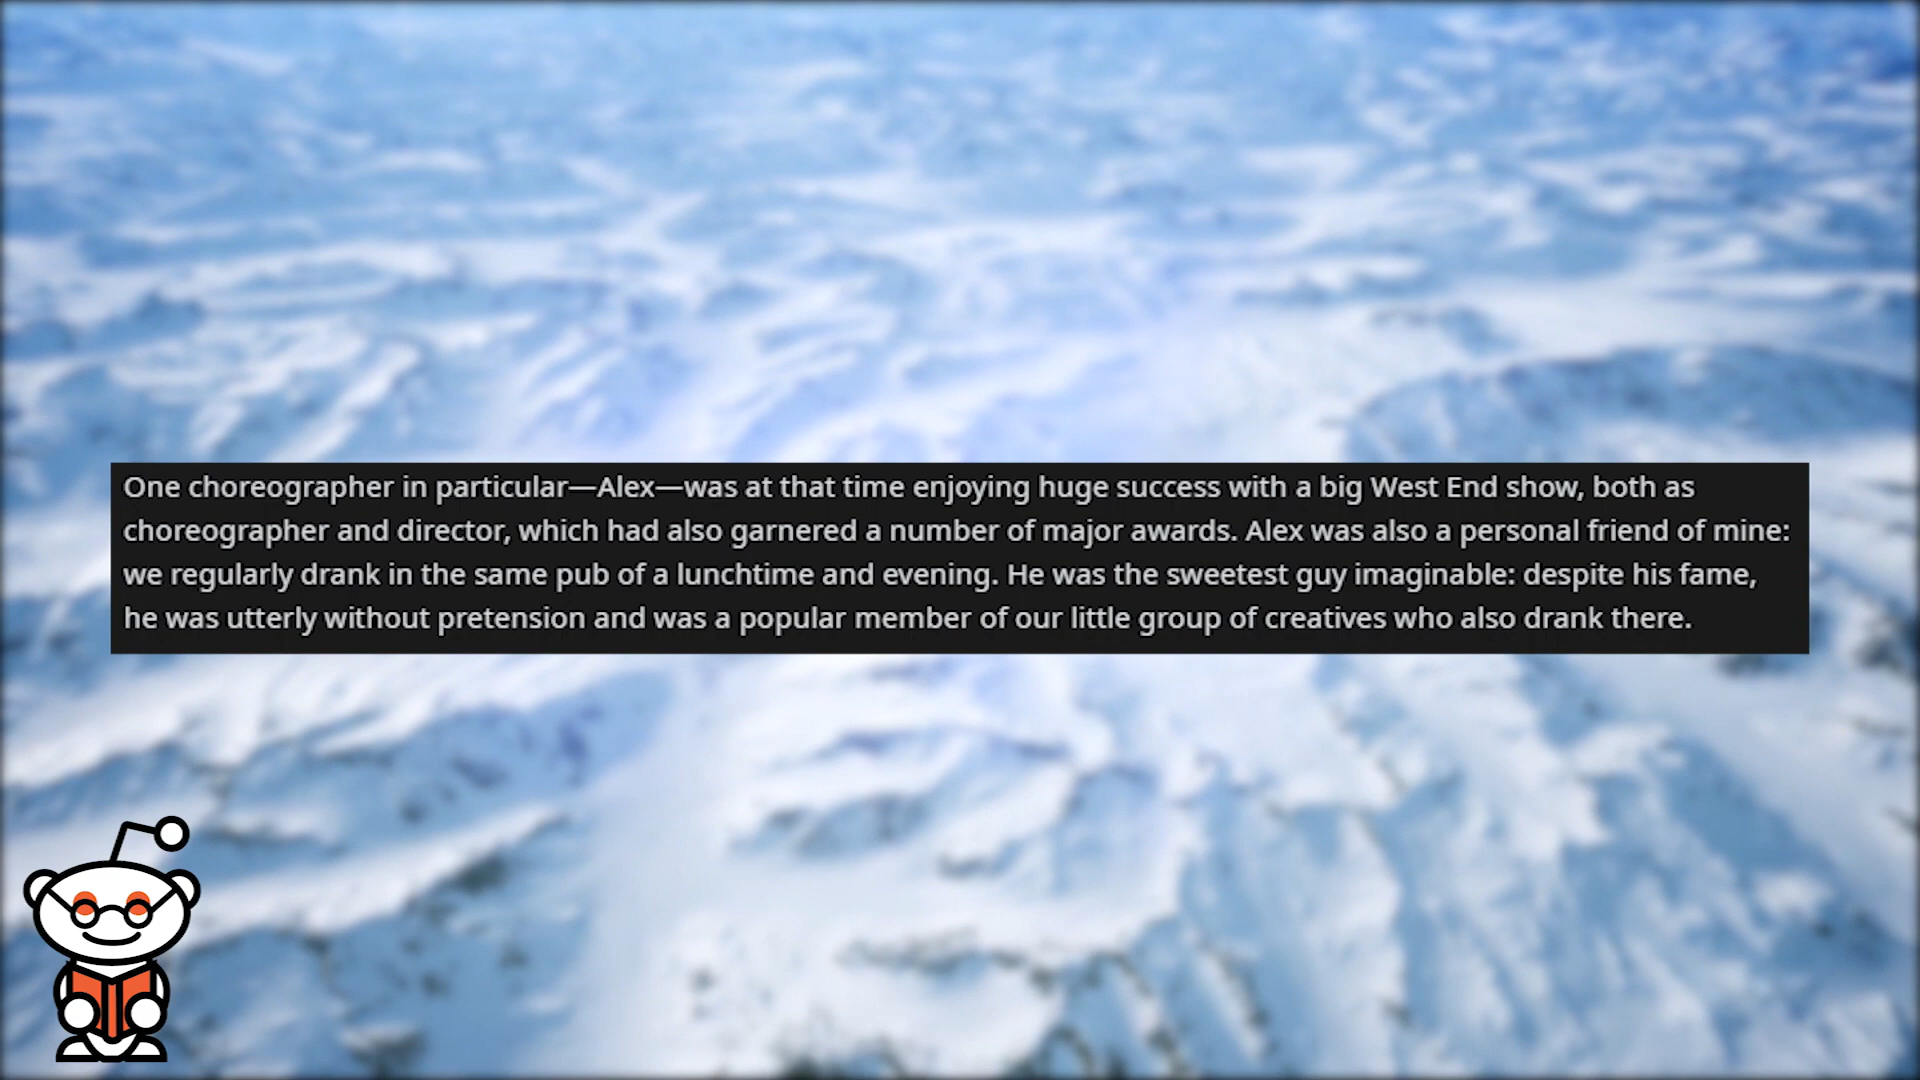 One choreographer in particular—Alex—was at that time enjoying huge success with a big West End show, both as
choreographer and director, which had also garnered a number of major awards. Alex was also a personal friend of mine:
we regularly drank in the same pub of a lunchtime and evening. He was the sweetest guy imaginable: despite his fame,
he was utterly without pretension and was a popular member of our little group of creatives who also drank there.